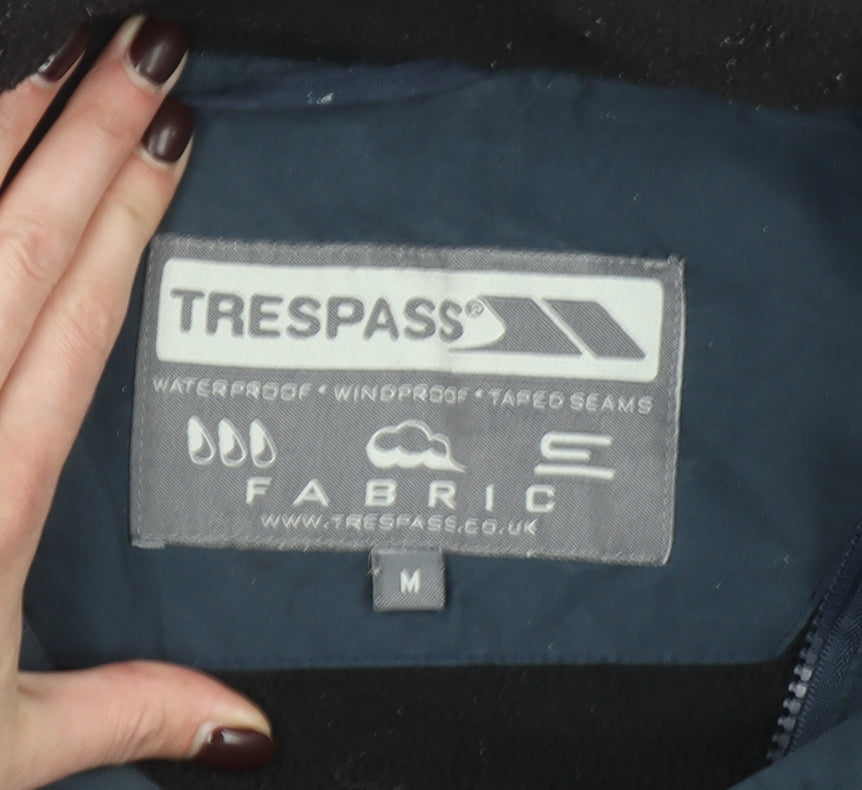 TRESPASS®
WATERPROOF • WINDPROOF • TAPED SEAMS
FABRIC
WWW.TRESPASS.CO.UK
M